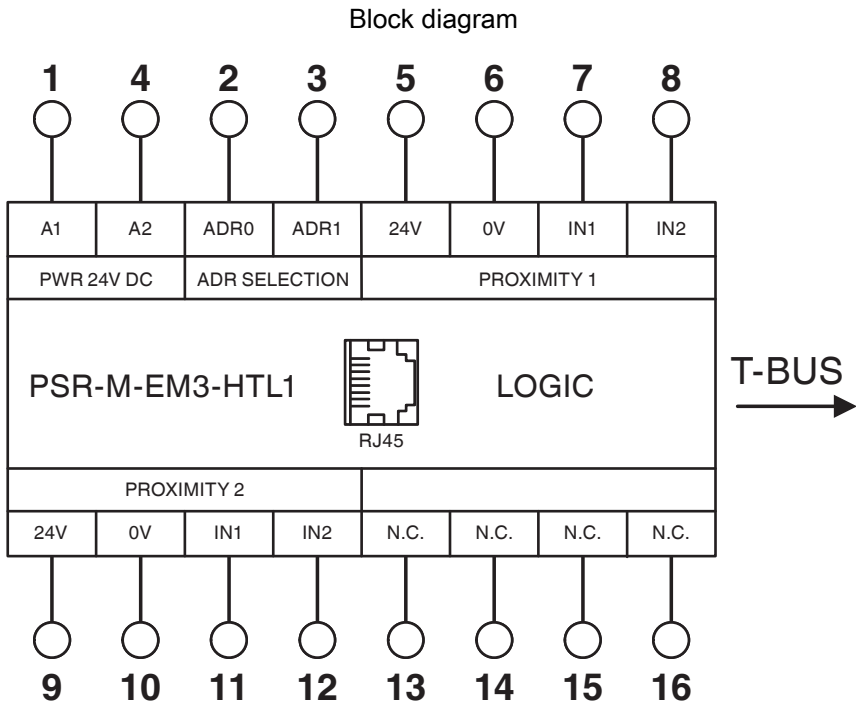 Block diagram
1 4 2 3 5 6 7 8
A1 A2 ADR0 ADR1 24V 0V IN1 IN2
PWR 24V DC ADR SELECTION PROXIMITY 1
PSR-M-EM3-HTL1 LOGIC T-BUS
RJ45
PROXIMITY 2
24V 0V IN1 IN2 N.C. N.C. N.C. N.C.
9 10 11 12 13 14 15 16